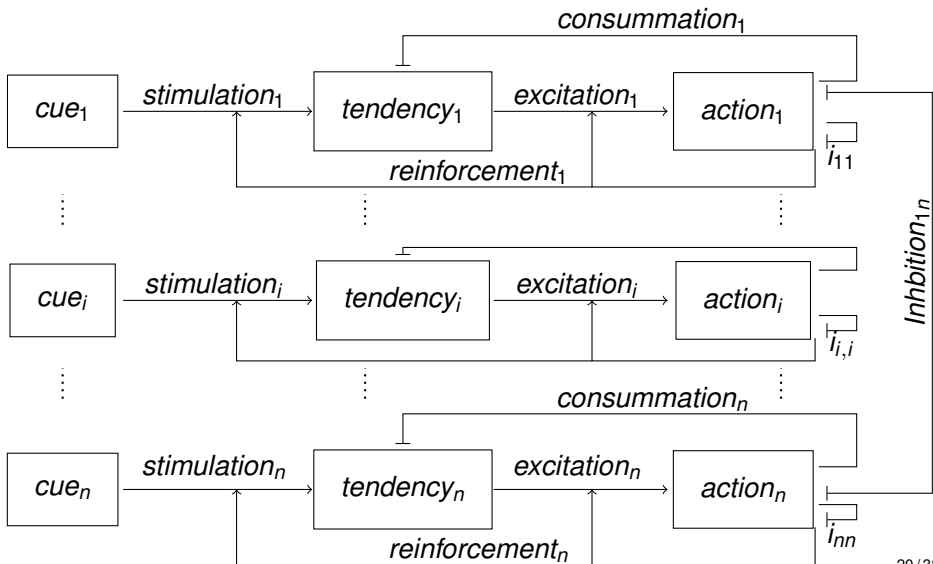 consummation₁
cue₁ stimulation₁ tendency₁ excitation₁ action₁
i₁₁
reinforcement₁
Inhbition₁ₙ
cueᵢ stimulationᵢ tendencyᵢ excitationᵢ actionᵢ
iᵢ,ᵢ
consummationₙ
cueₙ stimulationₙ tendencyₙ excitationₙ actionₙ
iₙₙ
reinforcementₙ